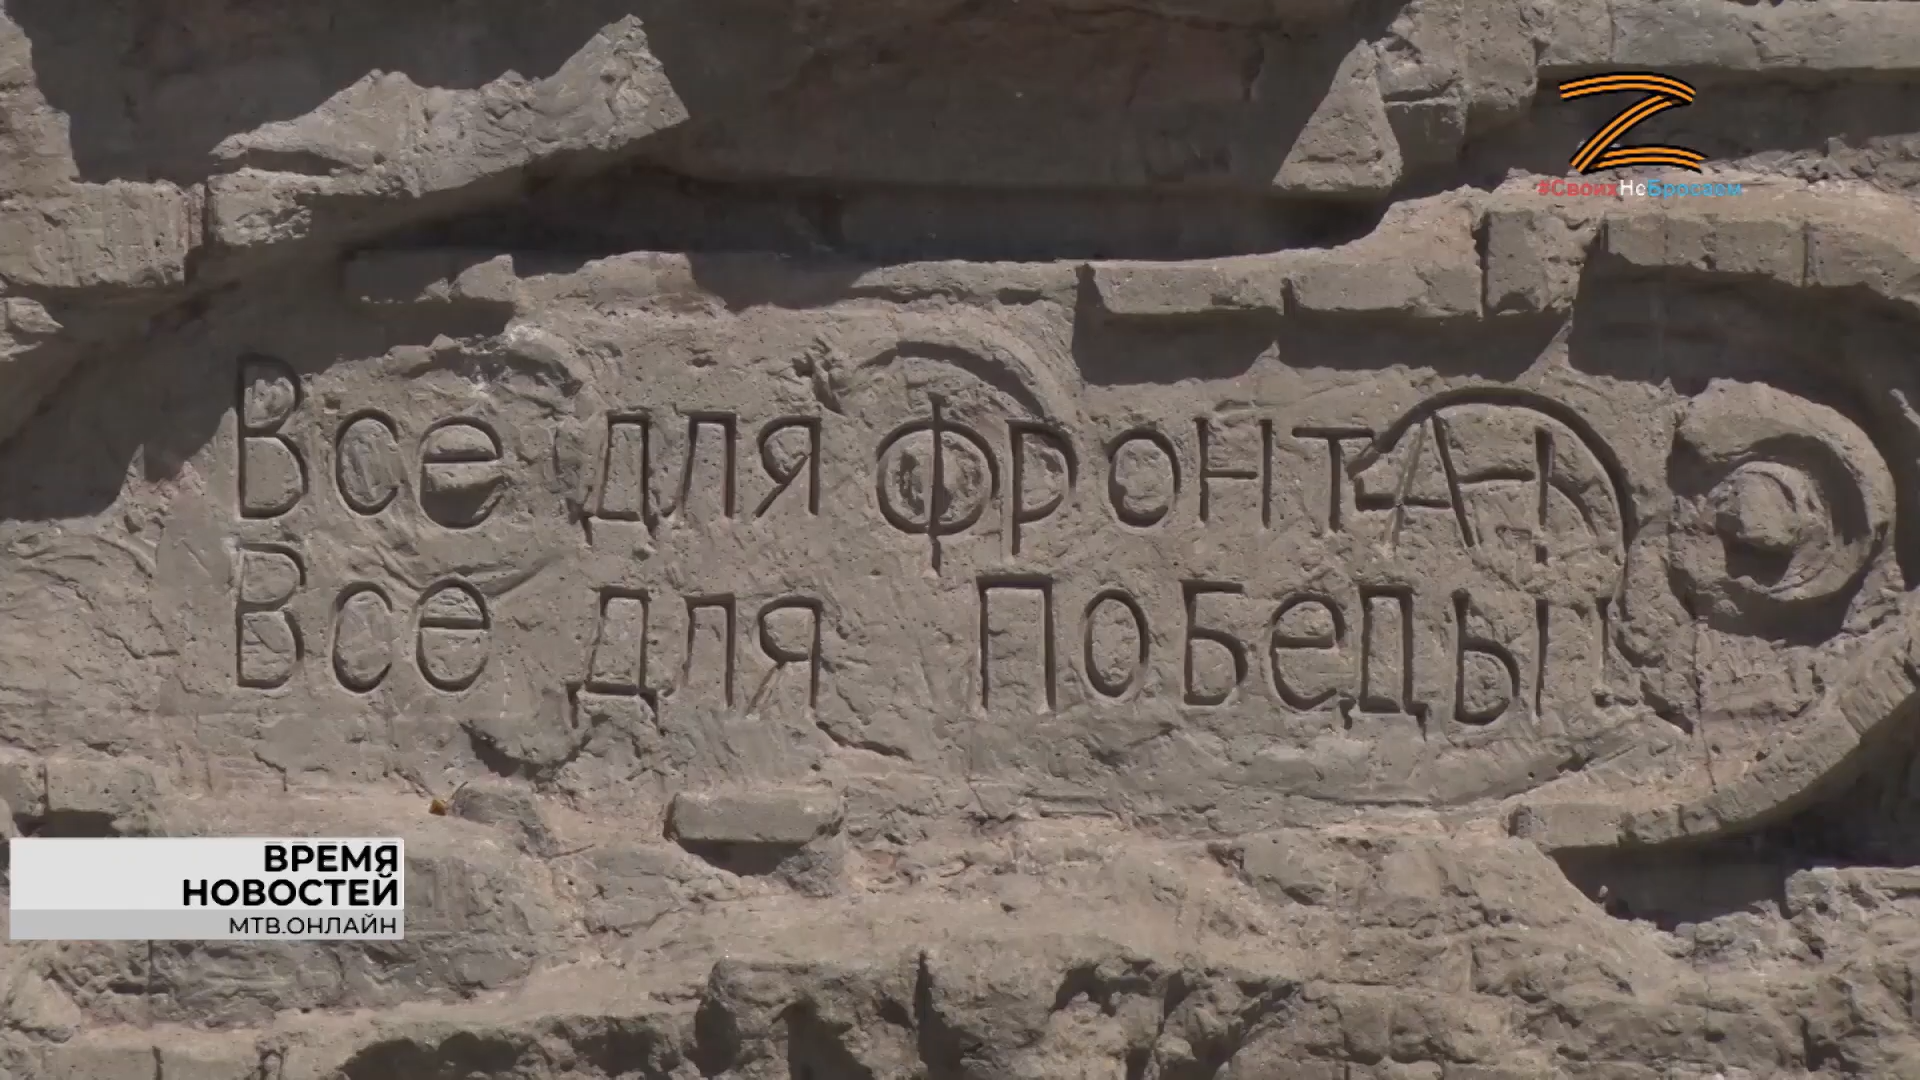 #СвоихНеБросаем
Все для фронтА!
Все для Победы!
ВРЕМЯ
НОВОСТЕЙ
МТВ.ОНЛАЙН